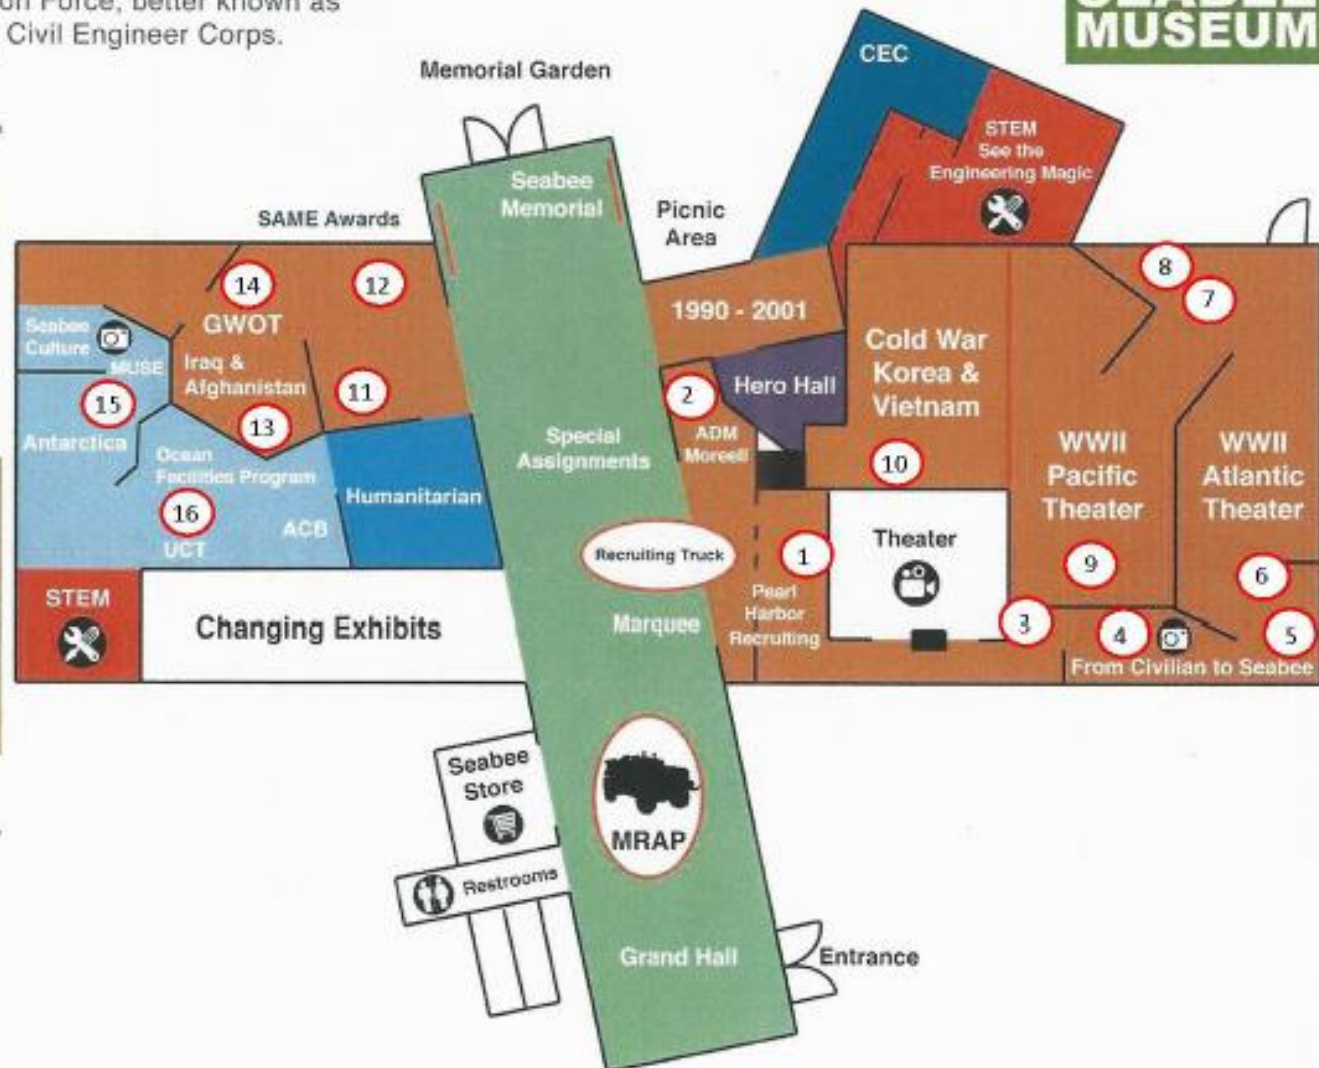 on Force, better known as
Civil Engineer Corps.
MUSEUM
Memorial Garden
CEC
STEM
See the
Engineering Magic
Seabee
Memorial
Picnic
Area
SAME Awards
14
12
8
7
GWOT
1990 - 2001
Seabee
Culture
MUSE
Iraq &
Afghanistan
11
2
Hero Hall
Cold War
Korea &
Vietnam
15
13
Antarctica
Ocean
Facilities Program
Special
Assignments
ADM
Moreell
10
WWII
Pacific
Theater
WWII
Atlantic
Theater
16
UCT
ACB
Humanitarian
Recruiting Truck
1
Theater
9
6
Pearl
Harbor
Recruiting
Marquee
3
4
5
From Civilian to Seabee
STEM
Changing Exhibits
Seabee
Store
MRAP
Restrooms
Grand Hall
Entrance